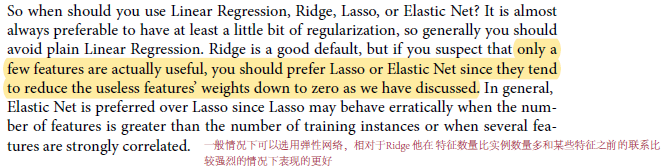 So when should you use Linear Regression, Ridge, Lasso, or Elastic Net? It is almost
always preferable to have at least a little bit of regularization, so generally you should
avoid plain Linear Regression. Ridge is a good default, but if you suspect that only a
few features are actually useful, you should prefer Lasso or Elastic Net since they tend
to reduce the useless features’ weights down to zero as we have discussed. In general,
Elastic Net is preferred over Lasso since Lasso may behave erratically when the num-
ber of features is greater than the number of training instances or when several fea-
tures are strongly correlated. 一般情况下可以选用弹性网络，相对于Ridge 他在 特征数量比实例数量多和某些特征之前的联系比
较强烈的情况下表现的更好